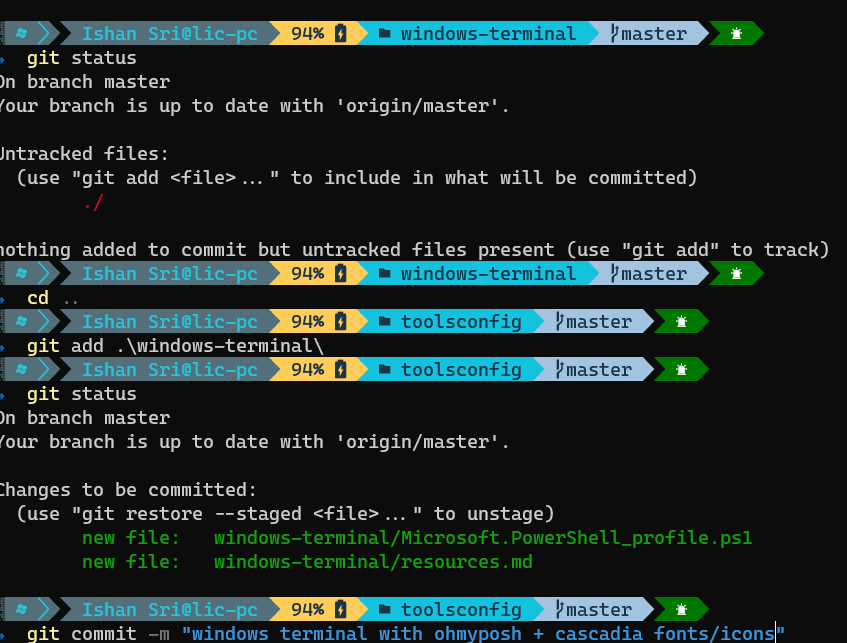 Ishan Sri@lic-pc 94% windows-terminal master
git status
On branch master
Your branch is up to date with 'origin/master'.
Untracked files:
(use "git add <file>..." to include in what will be committed)
./
nothing added to commit but untracked files present (use "git add" to track)
Ishan Sri@lic-pc 94% windows-terminal master
cd ..
Ishan Sri@lic-pc 94% toolsconfig master
git add .\windows-terminal\
Ishan Sri@lic-pc 94% toolsconfig master
git status
On branch master
Your branch is up to date with 'origin/master'.
Changes to be committed:
(use "git restore --staged <file>..." to unstage)
new file: windows-terminal/Microsoft.PowerShell_profile.ps1
new file: windows-terminal/resources.md
Ishan Sri@lic-pc 94% toolsconfig master
git commit -m "windows terminal with ohmyposh + cascadia fonts/icons"